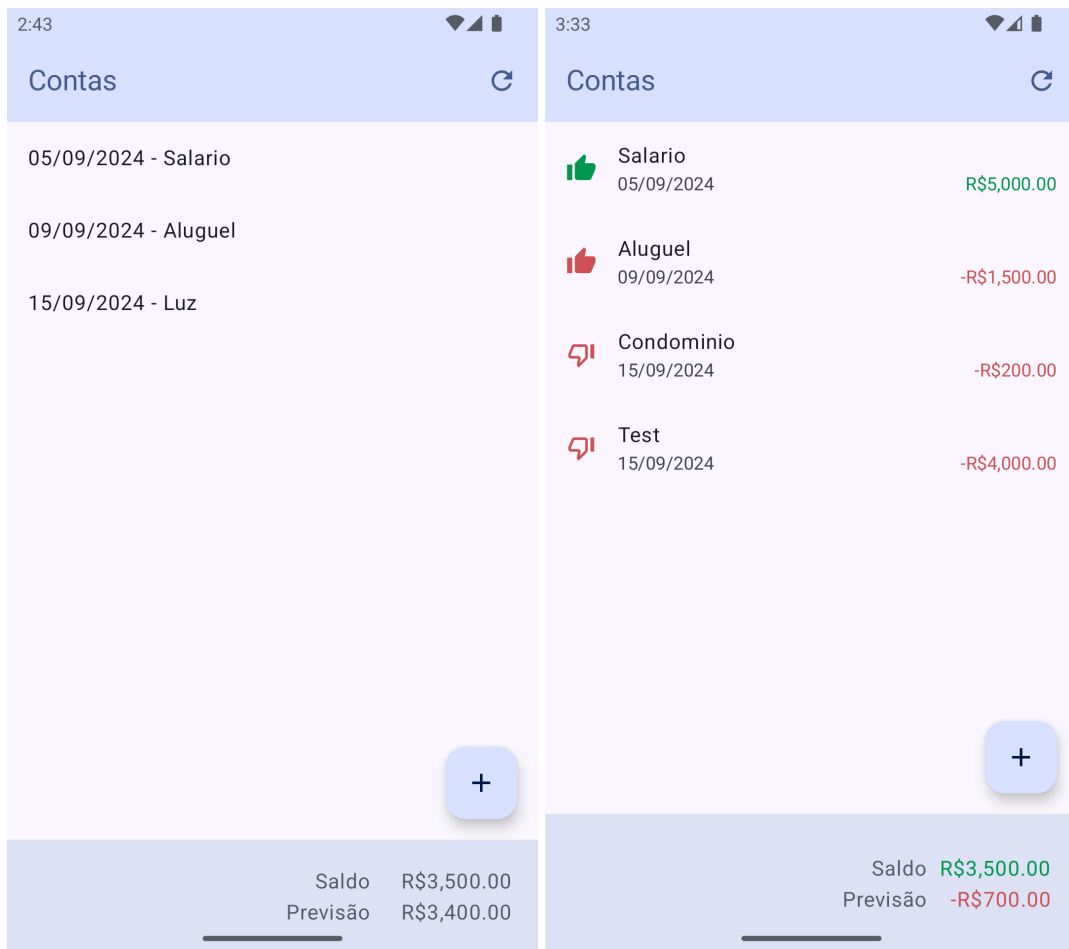 2:43
Contas
05/09/2024 - Salario
09/09/2024 - Aluguel
15/09/2024 - Luz
+
Saldo R$3,500.00
Previsão R$3,400.00
3:33
Contas
Salario
05/09/2024 R$5,000.00
Aluguel
09/09/2024 -R$1,500.00
Condominio
15/09/2024 -R$200.00
Test
15/09/2024 -R$4,000.00
+
Saldo R$3,500.00
Previsão -R$700.00